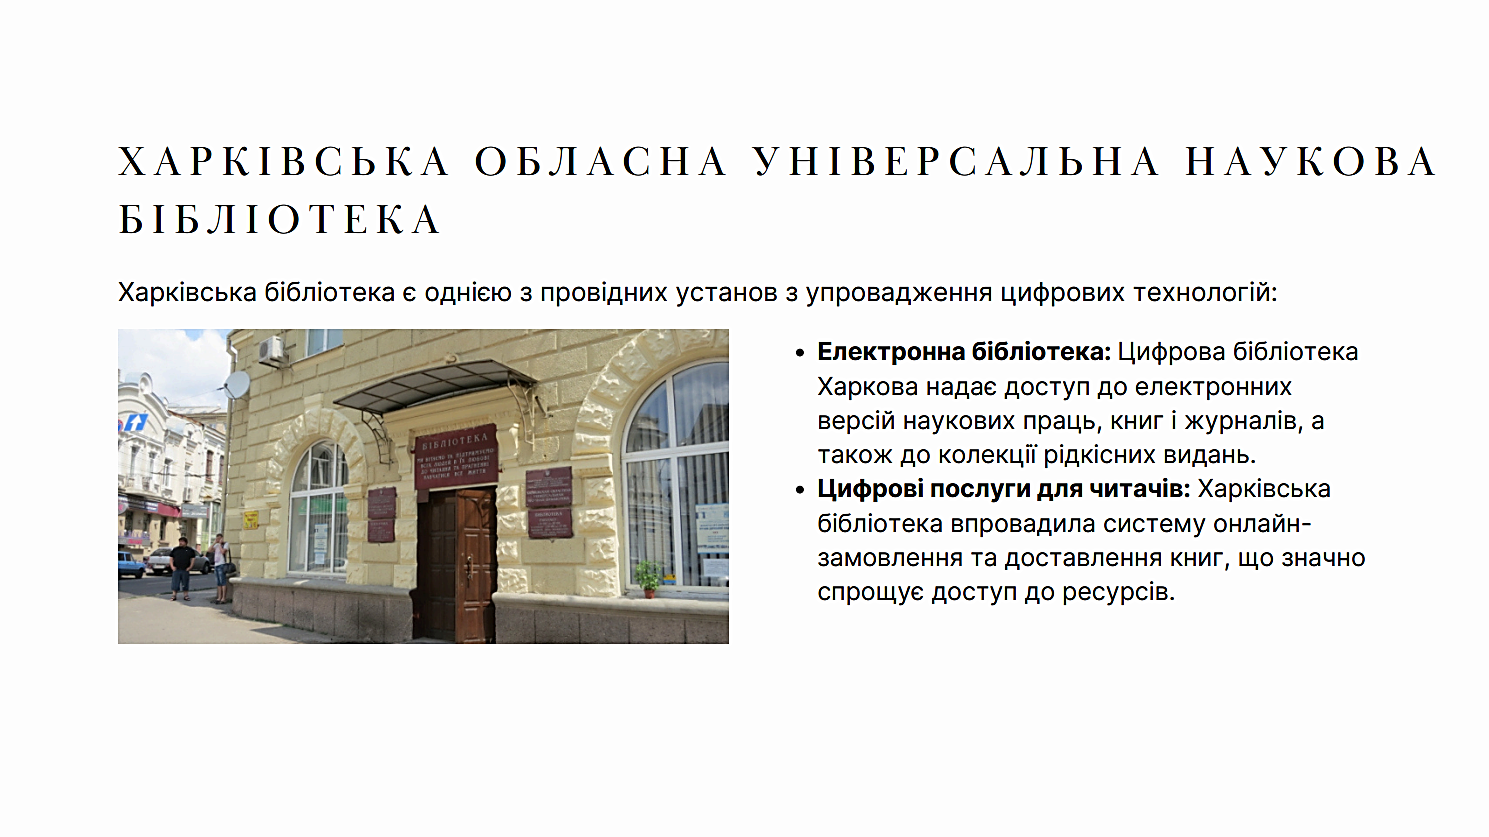 ХАРКІВСЬКА ОБЛАСНА УНІВЕРСАЛЬНА НАУКОВА
БІБЛІОТЕКА
Харківська бібліотека є однією з провідних установ з упровадження цифрових технологій:
БІБЛІОТЕКА
• Електронна бібліотека: Цифрова бібліотека
Харкова надає доступ до електронних
версій наукових праць, книг і журналів, а
також до колекції рідкісних видань.
• Цифрові послуги для читачів: Харківська
бібліотека впровадила систему онлайн-
замовлення та доставлення книг, що значно
спрощує доступ до ресурсів.